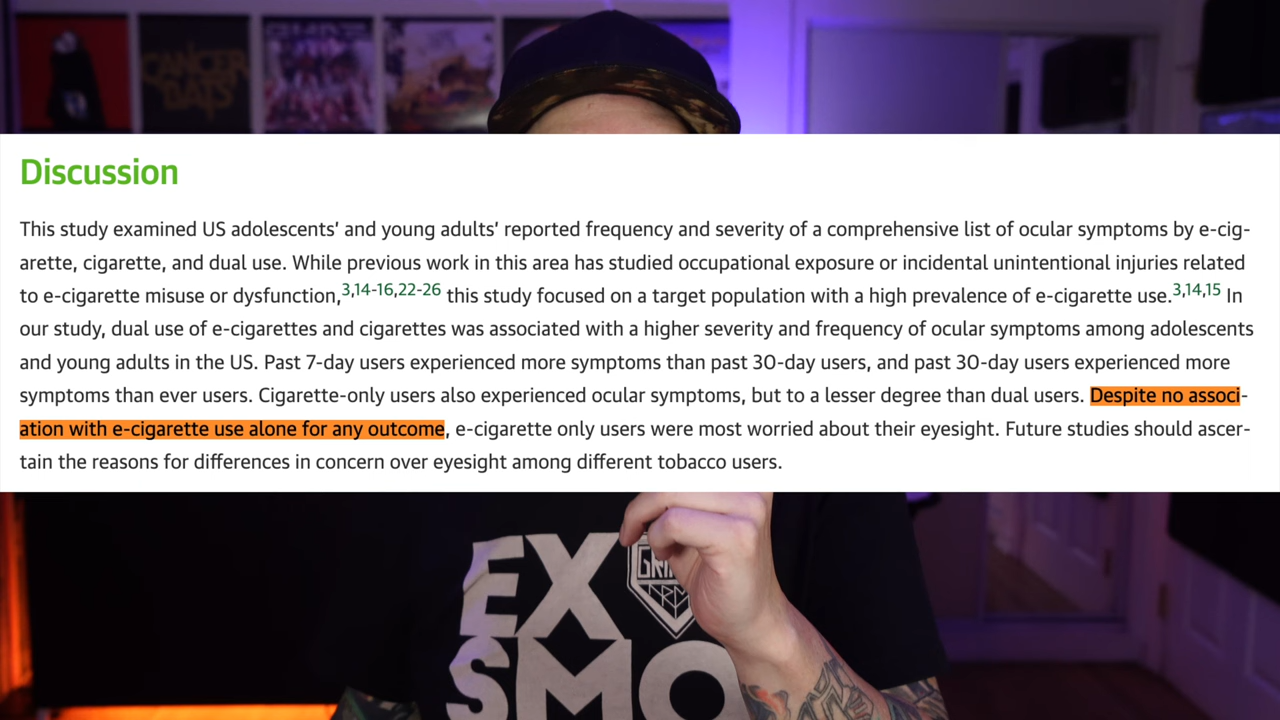 CANCER
BATS
Discussion
This study examined US adolescents’ and young adults’ reported frequency and severity of a comprehensive list of ocular symptoms by e-cig-
arette, cigarette, and dual use. While previous work in this area has studied occupational exposure or incidental unintentional injuries related
to e-cigarette misuse or dysfunction,3,14-16,22-26 this study focused on a target population with a high prevalence of e-cigarette use.3,14,15 In
our study, dual use of e-cigarettes and cigarettes was associated with a higher severity and frequency of ocular symptoms among adolescents
and young adults in the US. Past 7-day users experienced more symptoms than past 30-day users, and past 30-day users experienced more
symptoms than ever users. Cigarette-only users also experienced ocular symptoms, but to a lesser degree than dual users. Despite no associ-
ation with e-cigarette use alone for any outcome, e-cigarette only users were most worried about their eyesight. Future studies should ascer-
tain the reasons for differences in concern over eyesight among different tobacco users.
EX
SMO